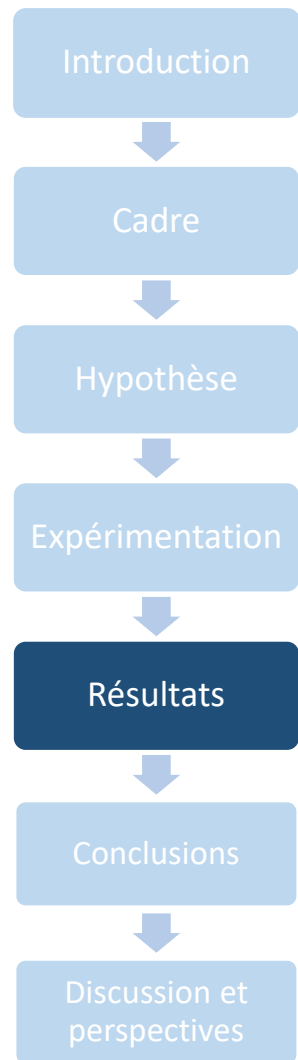 Introduction
Cadre
Hypothèse
Expérimentation
Résultats
Conclusions
Discussion et
perspectives